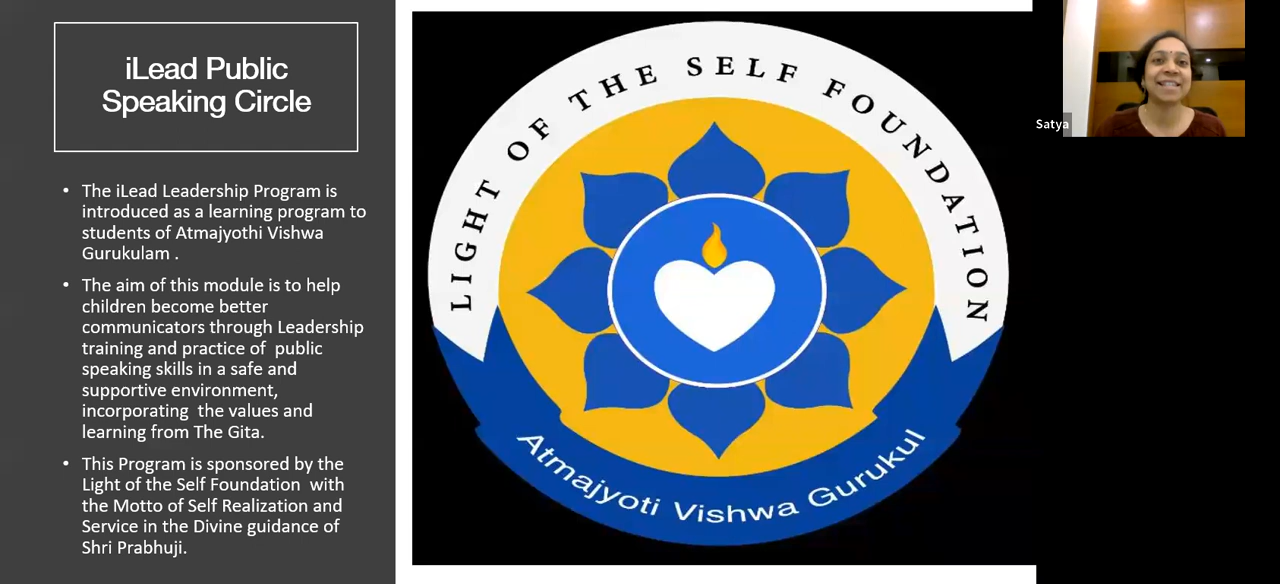 iLead Public
Speaking Circle
• The iLead Leadership Program is
introduced as a learning program to
students of Atmajyothi Vishwa
Gurukulam .
• The aim of this module is to help
children become better
communicators through Leadership
training and practice of public
speaking skills in a safe and
supportive environment,
incorporating the values and
learning from The Gita.
• This Program is sponsored by the
Light of the Self Foundation with
the Motto of Self Realization and
Service in the Divine guidance of
Shri Prabhuji.
LIGHT OF THE SELF FOUNDATION
Atmajyoti Vishwa Gurukul
Satya